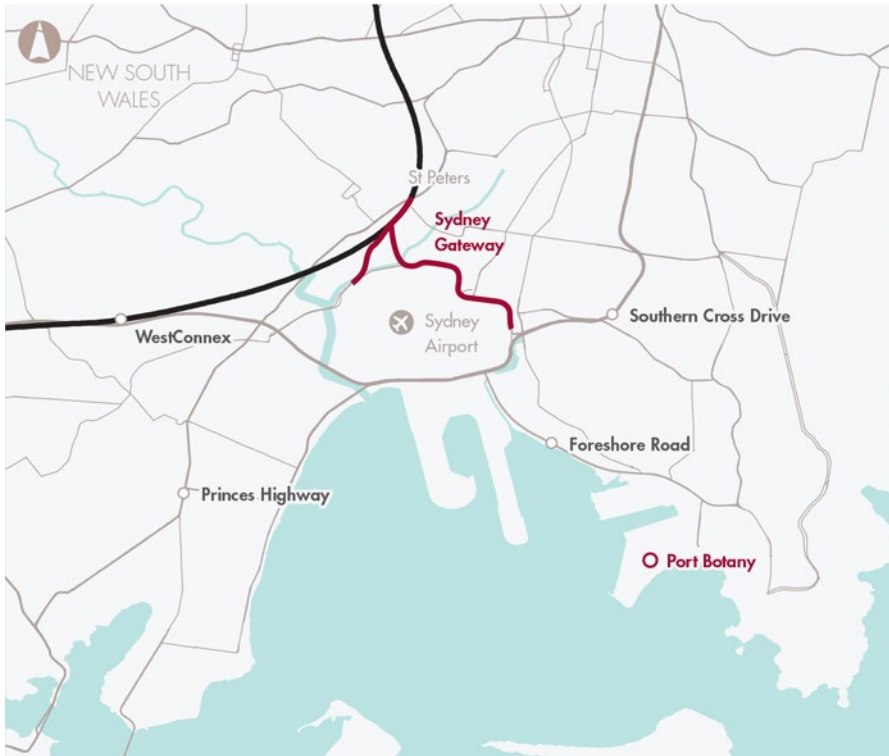 NEW SOUTH
WALES
St Peters
Sydney
Gateway
Southern Cross Drive
Sydney
Airport
WestConnex
Foreshore Road
Princes Highway
Port Botany